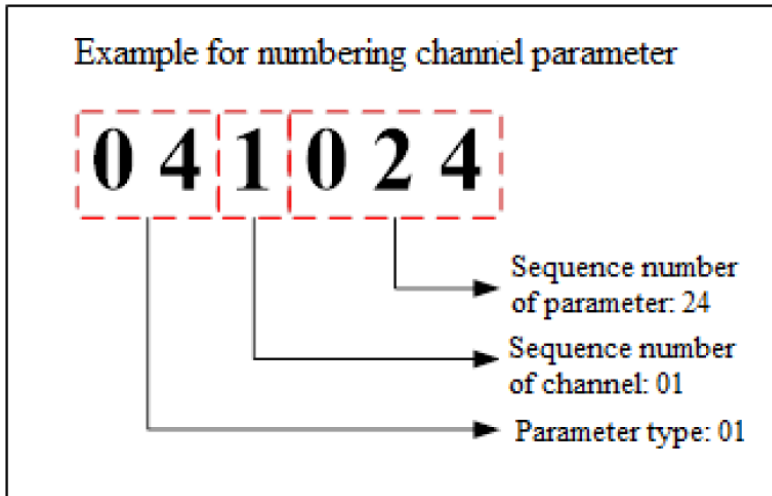 Example for numbering channel parameter
0 4 1 0 2 4
Sequence number
of parameter: 24
Sequence number
of channel: 01
Parameter type: 01